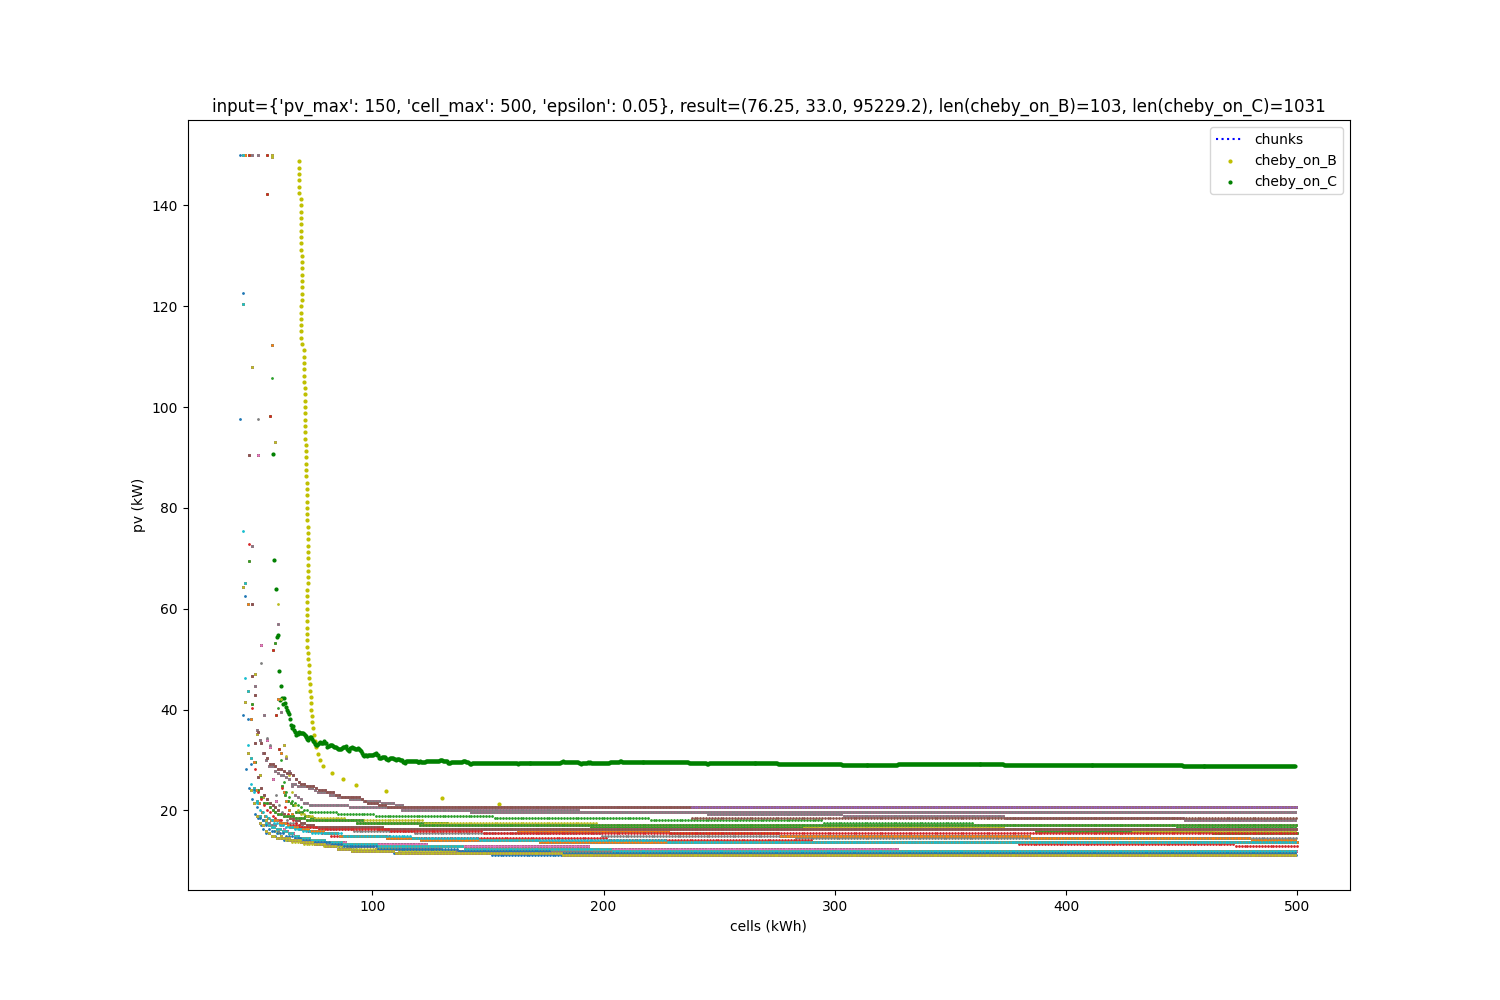 input={'pv_max': 150, 'cell_max': 500, 'epsilon': 0.05}, result=(76.25, 33.0, 95229.2), len(cheby_on_B)=103, len(cheby_on_C)=1031
chunks
cheby_on_B
cheby_on_C
140
120
100
80
60
40
20
pv (kW)
100
200
300
400
500
cells (kWh)